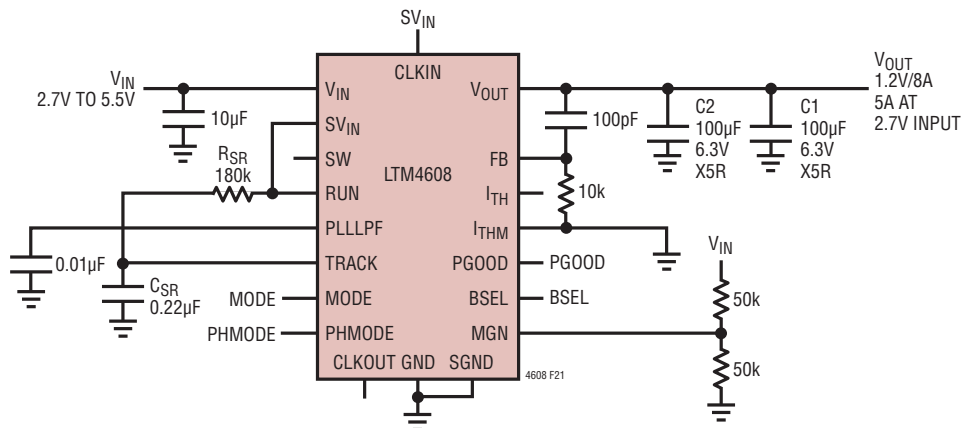 SVIN
CLKIN
VIN
2.7V TO 5.5V
10µF
VIN
SVIN
SW
RUN
PLLLPF
TRACK
MODE
PHMODE
CLKOUT GND SGND
LTM4608
VOUT
FB
ITH
ITHM
PGOOD
BSEL
MGN
RSR
180k
0.01µF
CSR
0.22µF
MODE
PHMODE
100pF
10k
C2
100µF
6.3V
X5R
C1
100µF
6.3V
X5R
VOUT
1.2V/8A
5A AT
2.7V INPUT
PGOOD
BSEL
VIN
50k
50k
4608 F21